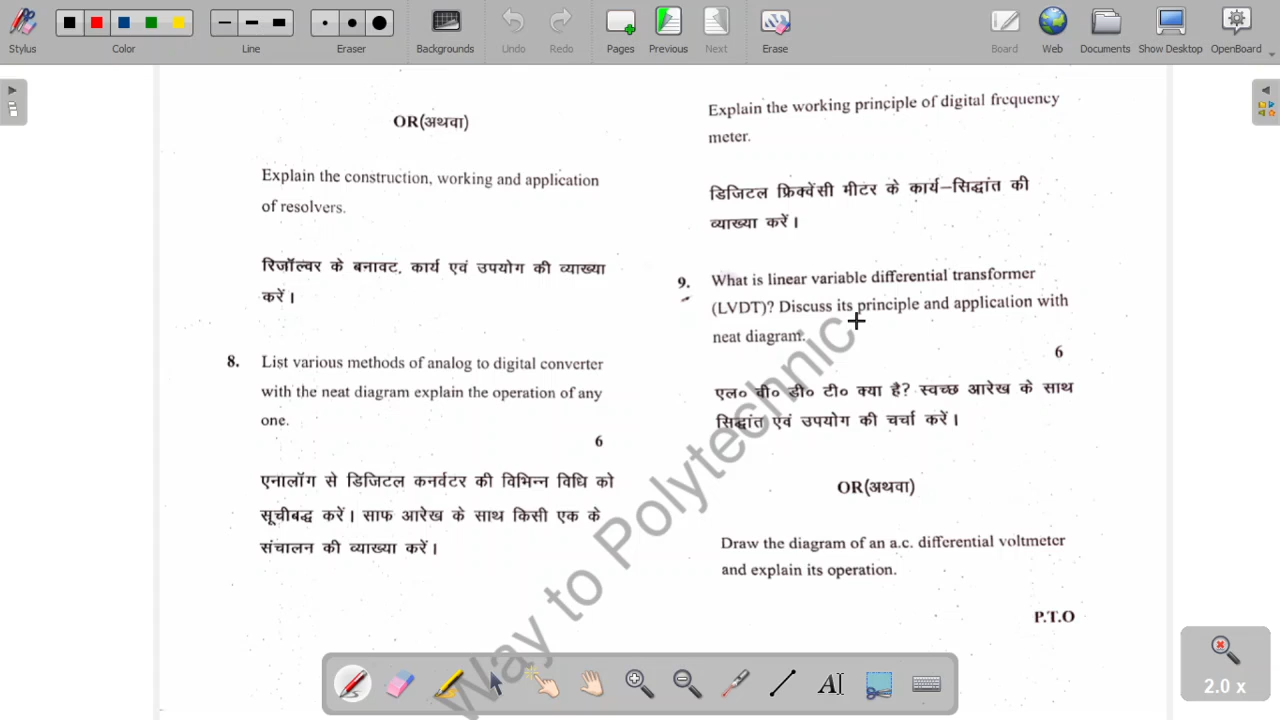 Stylus
Color
Line
Eraser
Backgrounds
Undo
Redo
Pages
Previous
Next
Erase
Board
Web
Documents
Show Desktop
OpenBoard
OR(अथवा)
Explain the construction, working and application
of resolvers.
रिजॉल्वर के बनावट, कार्य एवं उपयोग की व्याख्या
करें।
8. List various methods of analog to digital converter
with the neat diagram explain the operation of any
one.
6
एनालॉग से डिजिटल कनर्वटर की विभिन्न विधि को
सूचीबद्ध करें। साफ आरेख के साथ किसी एक के
संचालन की व्याख्या करें।
Explain the working principle of digital frequency
meter.
डिजिटल फ्रिक्वेंसी मीटर के कार्य-सिद्धांत की
व्याख्या करें।
9. What is linear variable differential transformer
(LVDT)? Discuss its principle and application with
neat diagram.
6
एल० वी० डी० टी० क्या है? स्वच्छ आरेख के साथ
सिद्धांत एवं उपयोग की चर्चा करें।
OR(अथवा)
Draw the diagram of an a.c. differential voltmeter
and explain its operation.
P.T.O
Way to Polytechnic
AI
2.0 x